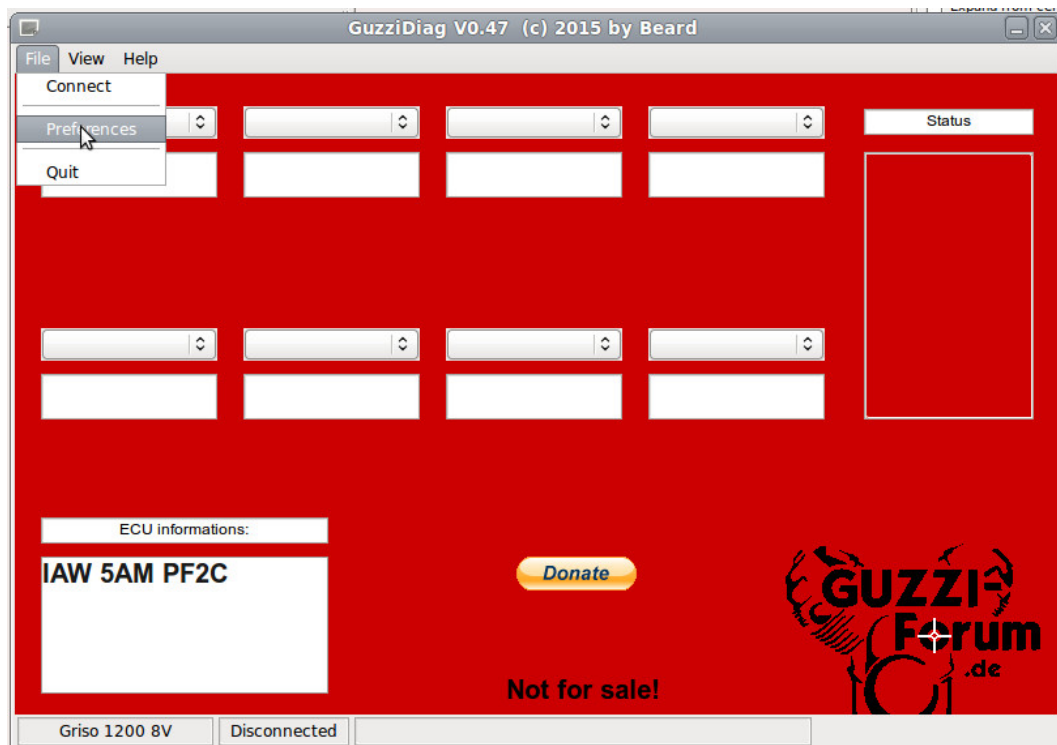 GuzziDiag V0.47 (c) 2015 by Beard
File View Help
Connect
Preferences
Quit
Status
ECU informations:
IAW 5AM PF2C
Donate
GUZZI-
Forum
.de
Not for sale!
Griso 1200 8V Disconnected